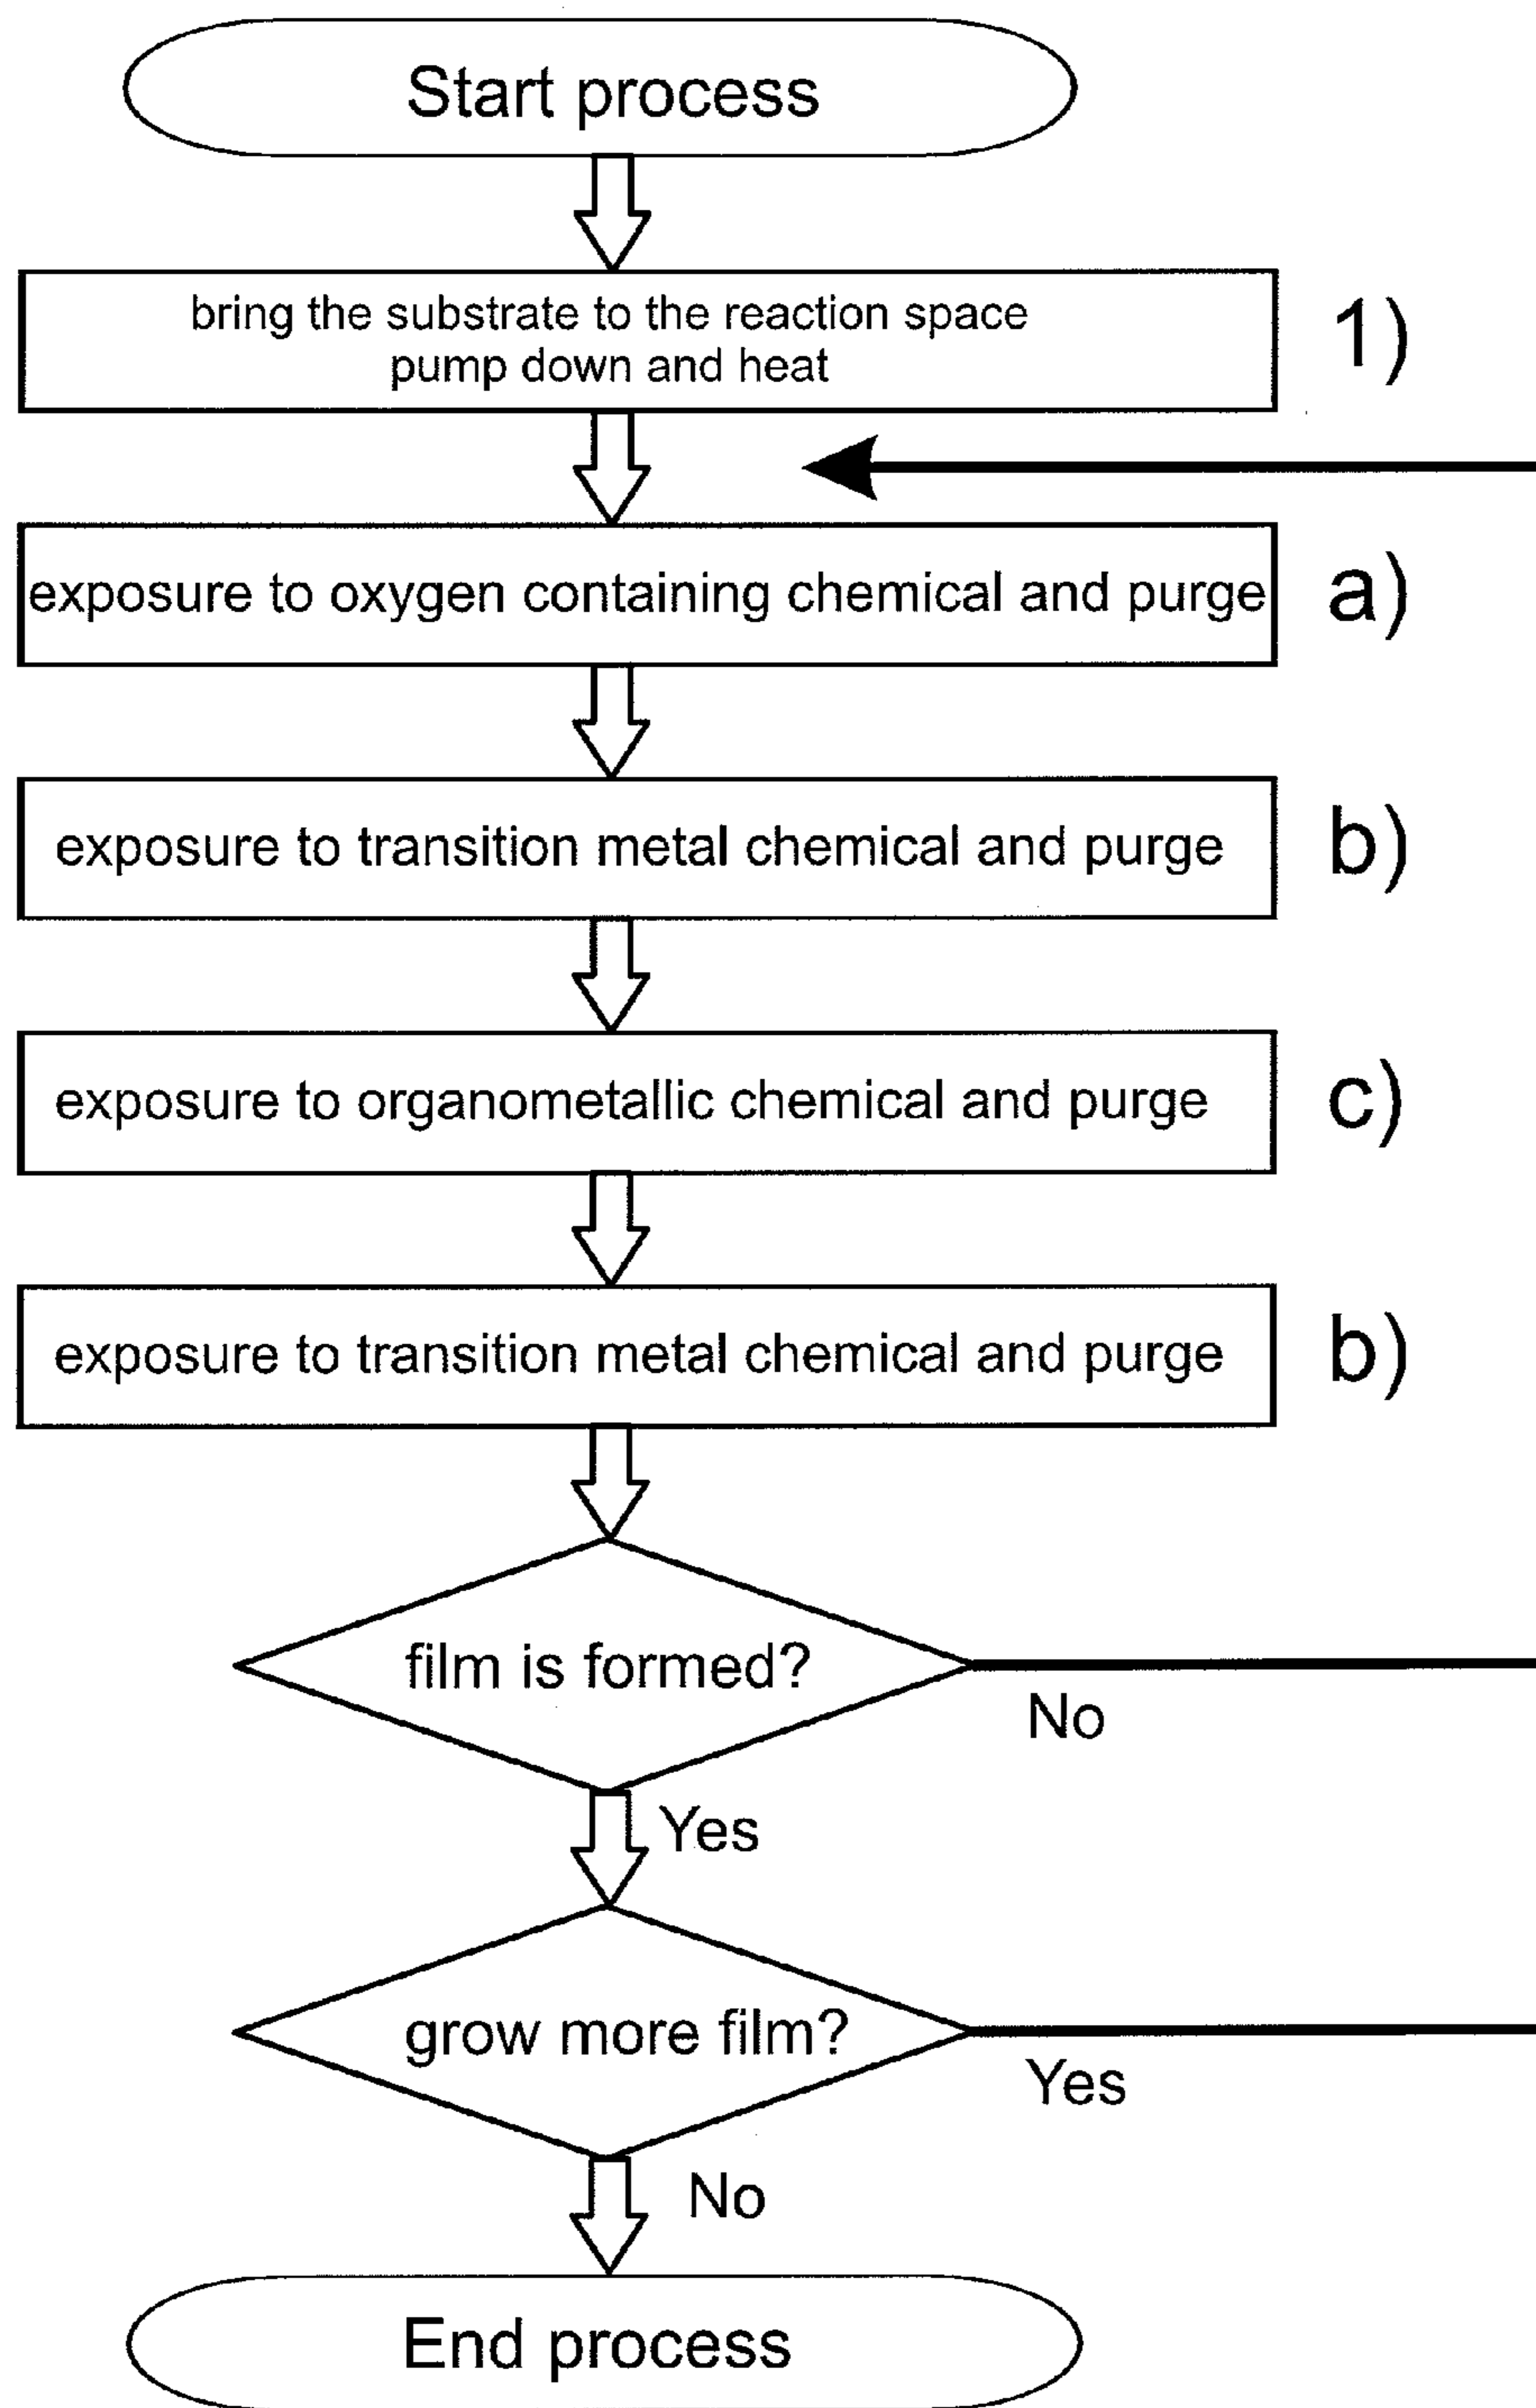 Start process
bring the substrate to the reaction space
pump down and heat
1)
exposure to oxygen containing chemical and purge
a)
exposure to transition metal chemical and purge
b)
exposure to organometallic chemical and purge
c)
exposure to transition metal chemical and purge
b)
film is formed?
No
Yes
grow more film?
Yes
No
End process